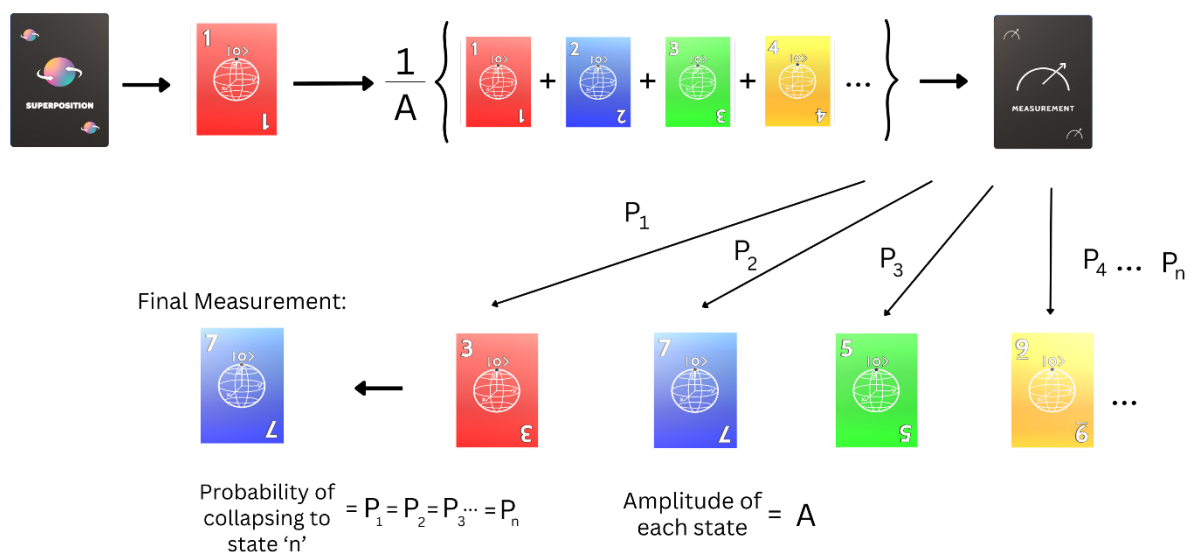 SUPERPOSITION
1
|0>
1
1
A
{
1
|0>
1
+
2
|0>
2
+
3
|0>
3
+
4
|0>
4
...
}
MEASUREMENT
P₁
P₂
P₃
P₄ ... Pₙ
Final Measurement:
7
|0>
7
3
|0>
3
7
|0>
7
5
|0>
5
9
|0>
9
...
Probability of
collapsing to
state ‘n’
= P₁ = P₂ = P₃... = Pₙ
Amplitude of
each state
= A